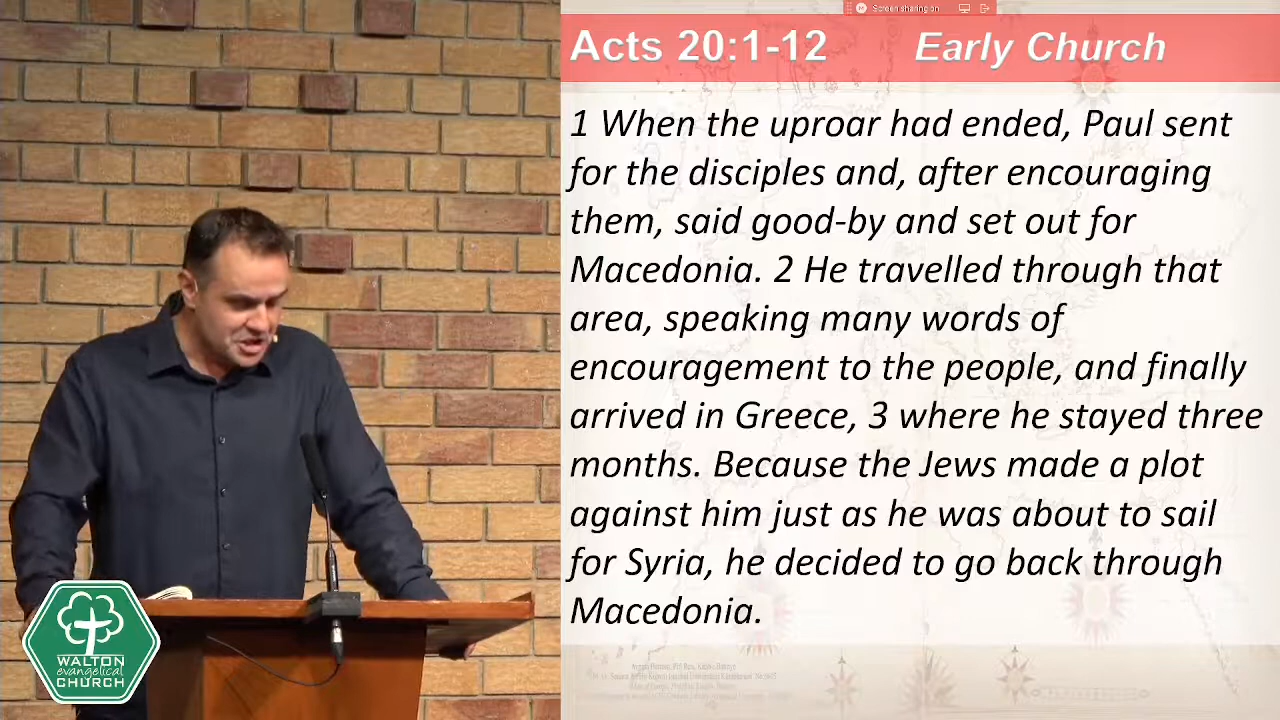 Screen sharing on
Acts 20:1-12 Early Church
1 When the uproar had ended, Paul sent
for the disciples and, after encouraging
them, said good-by and set out for
Macedonia. 2 He travelled through that
area, speaking many words of
encouragement to the people, and finally
arrived in Greece, 3 where he stayed three
months. Because the Jews made a plot
against him just as he was about to sail
for Syria, he decided to go back through
Macedonia.
WALTON
evangelical
CHURCH